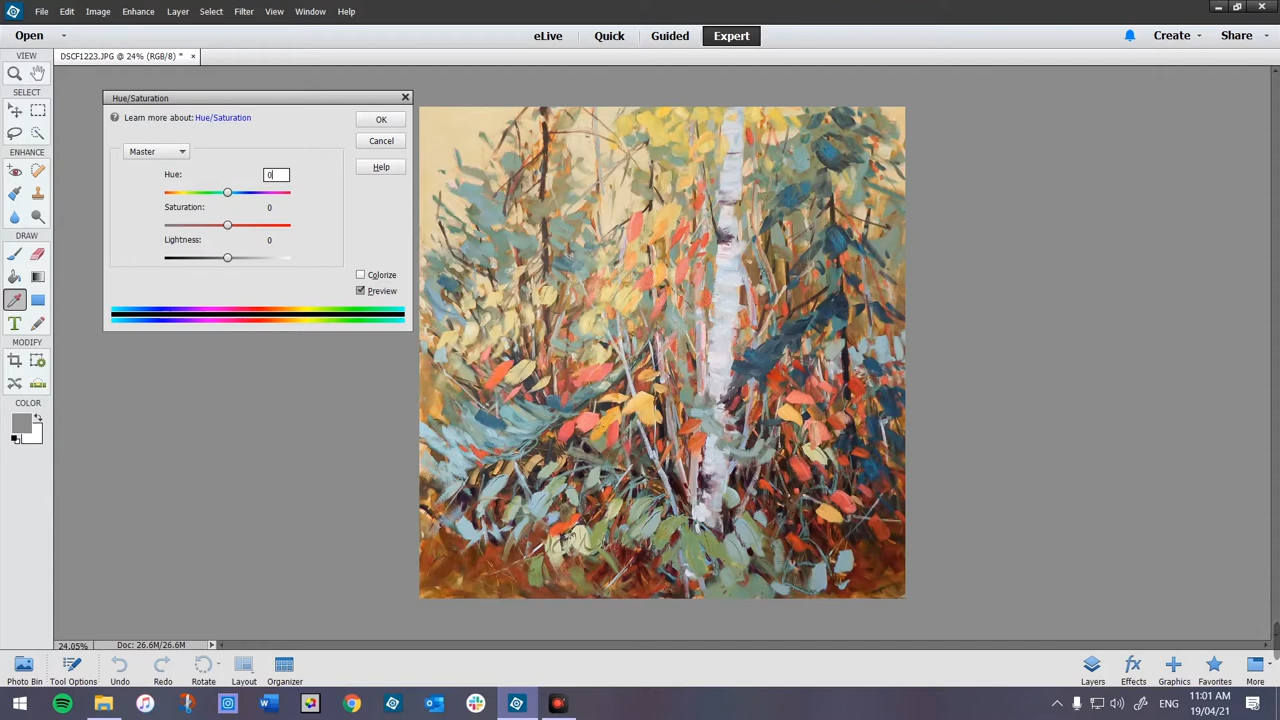 File Edit Image Enhance Layer Select Filter View Window Help
Open eLive Quick Guided Expert Create Share
VIEW
DSCF1223.JPG @ 24% (RGB/8) * ×
SELECT
Hue/Saturation
Learn more about: Hue/Saturation
OK
Cancel
Help
Master
Hue: 0
Saturation: 0
Lightness: 0
Colorize
Preview
ENHANCE
DRAW
T
MODIFY
COLOR
24.05% Doc: 26.6M/26.6M
Photo Bin Tool Options Undo Redo Rotate Layout Organizer Layers Effects Graphics Favorites More
fx
ENG 11:01 AM
19/04/21